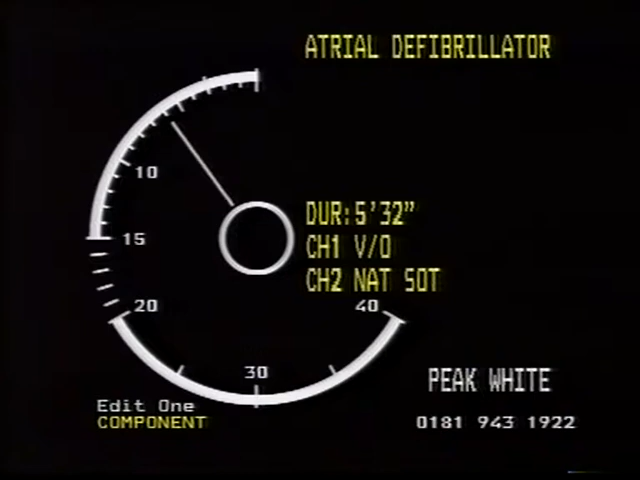 ATRIAL DEFIBRILLATOR
10
15
20
30
40
DUR:5'32”
CH1 V/O
CH2 NAT SOT
PEAK WHITE
0181 943 1922
Edit One
COMPONENT